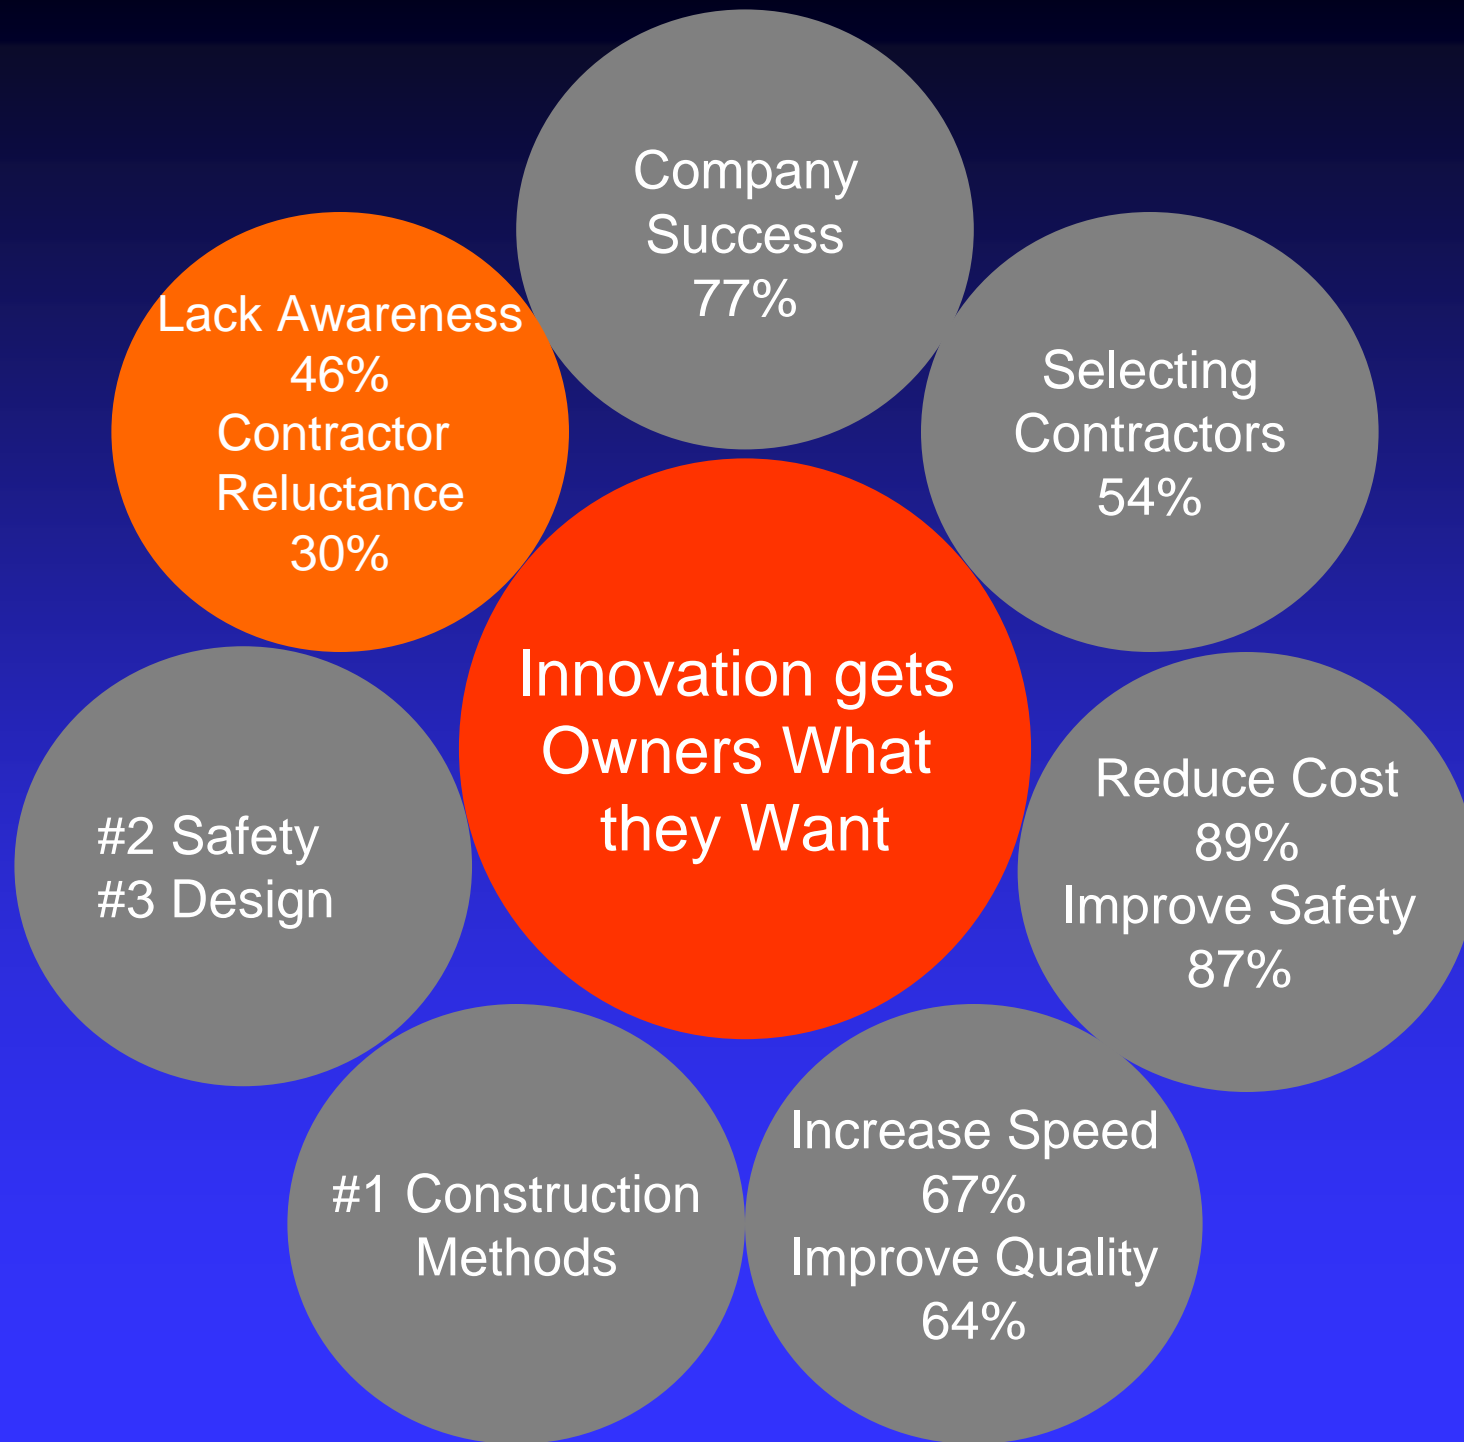 Company
Success
77%
Selecting
Contractors
54%
Reduce Cost
89%
Improve Safety
87%
Increase Speed
67%
Improve Quality
64%
#1 Construction
Methods
#2 Safety
#3 Design
Lack Awareness
46%
Contractor
Reluctance
30%
Innovation gets
Owners What
they Want